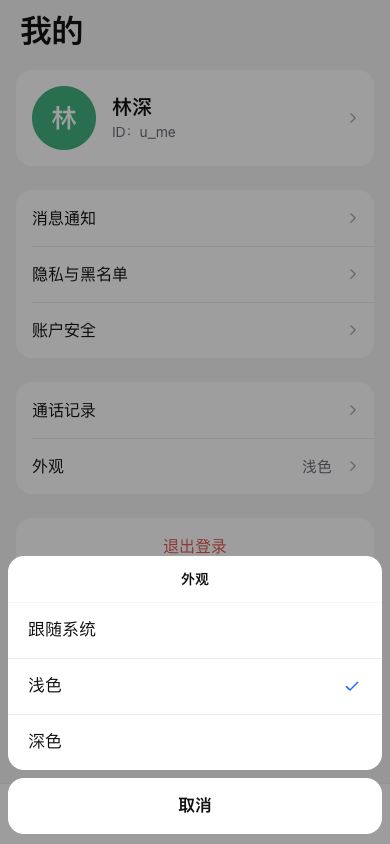 我的
林
林深
ID：u_me
消息通知
隐私与黑名单
账户安全
通话记录
外观 浅色
退出登录
外观
跟随系统
浅色
深色
取消